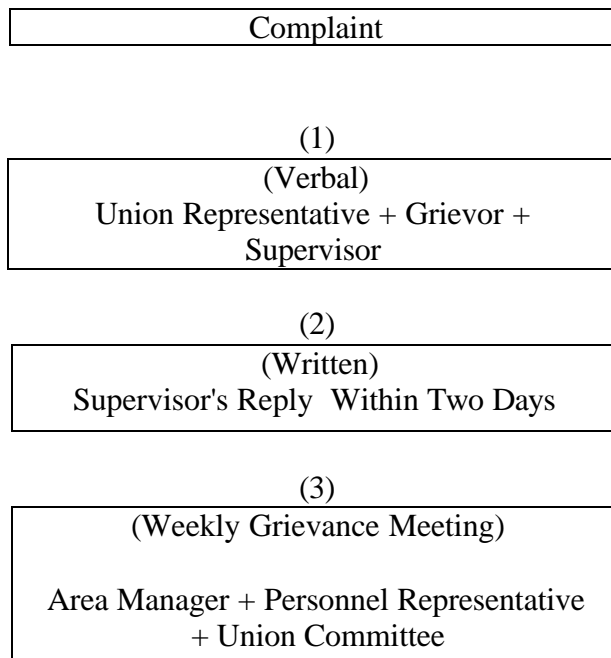 Complaint
(1)
(Verbal)
Union Representative + Grievor +
Supervisor
(2)
(Written)
Supervisor's Reply  Within Two Days
(3)
(Weekly Grievance Meeting)
Area Manager + Personnel Representative
+ Union Committee